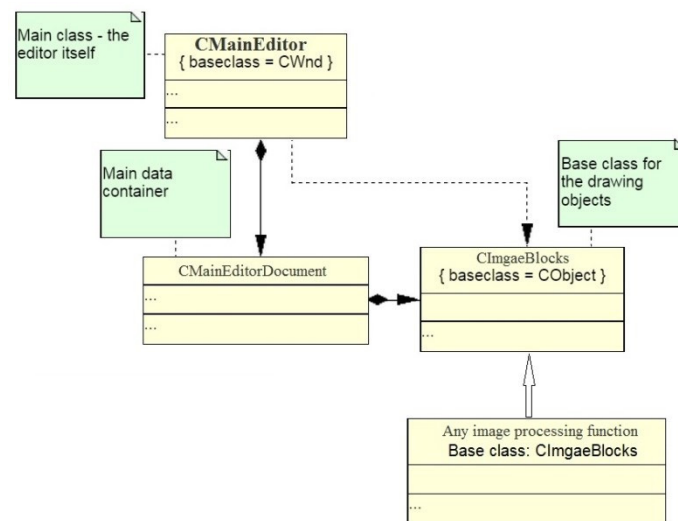 Main class - the
editor itself
CMainEditor
{ baseclass = CWnd }
...
...
Main data
container
Base class for
the drawing
objects
CMainEditorDocument
...
...
CImgaeBlocks
{ baseclass = CObject }
...
Any image processing function
Base class: CImgaeBlocks
...